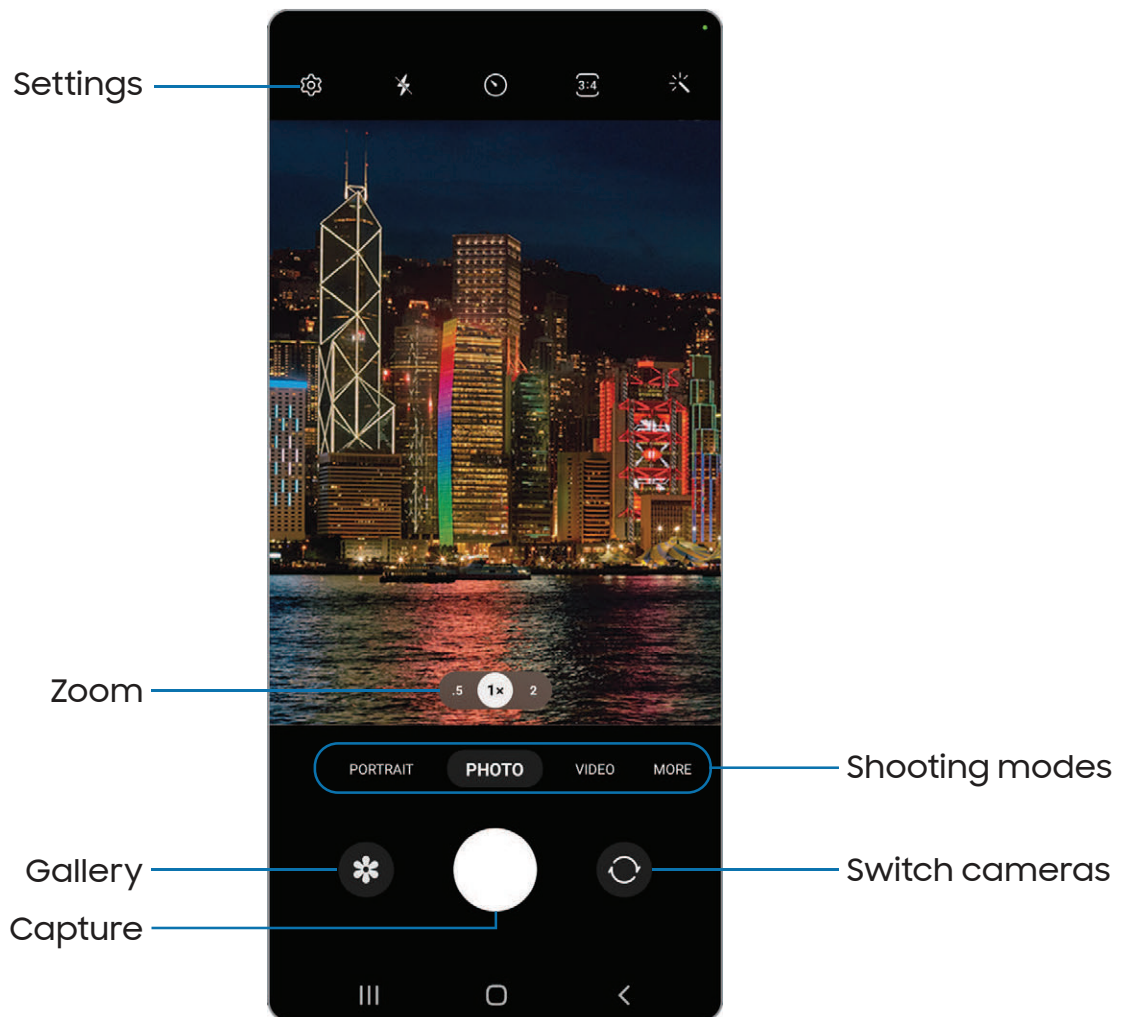 Settings
3:4
Zoom
.5 1× 2
PORTRAIT PHOTO VIDEO MORE
Shooting modes
Gallery
Switch cameras
Capture